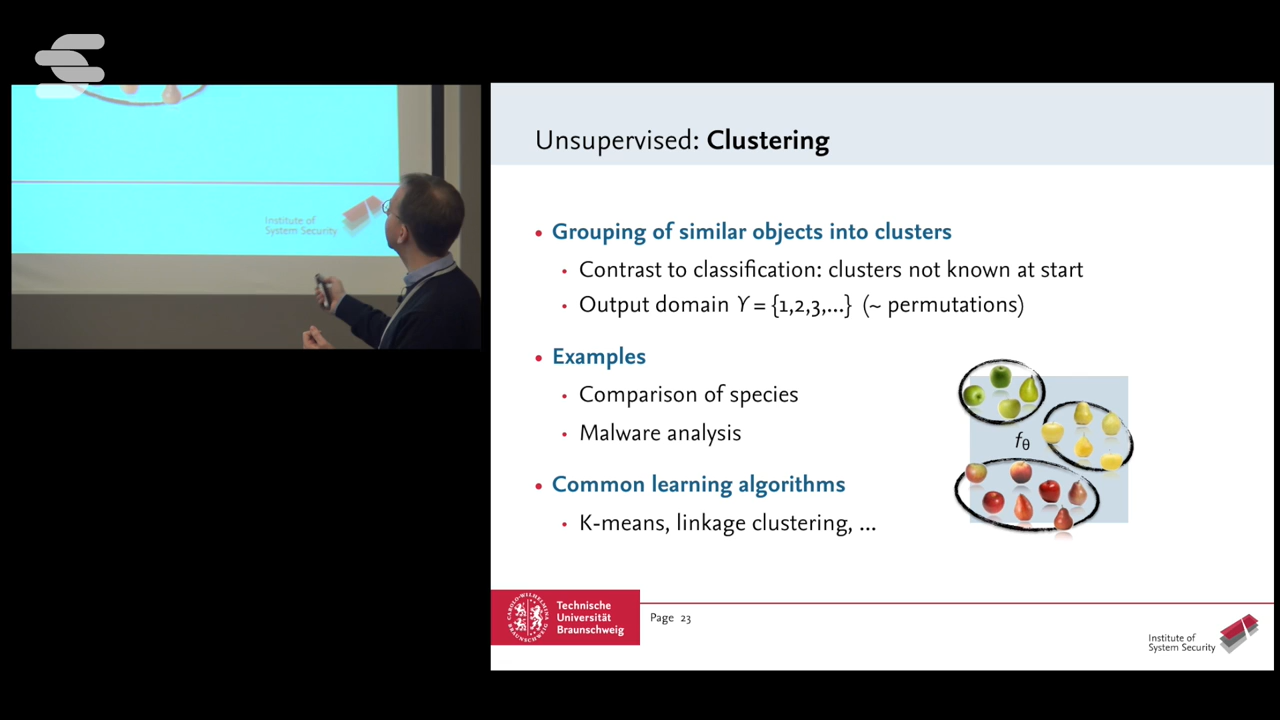 Institute of
System Security
Unsupervised: Clustering
• Grouping of similar objects into clusters
• Contrast to classification: clusters not known at start
• Output domain Y = {1,2,3,...} (~ permutations)
• Examples
• Comparison of species
• Malware analysis
• Common learning algorithms
• K-means, linkage clustering, ...
fθ
Technische
Universität
Braunschweig
Page 23
Institute of
System Security